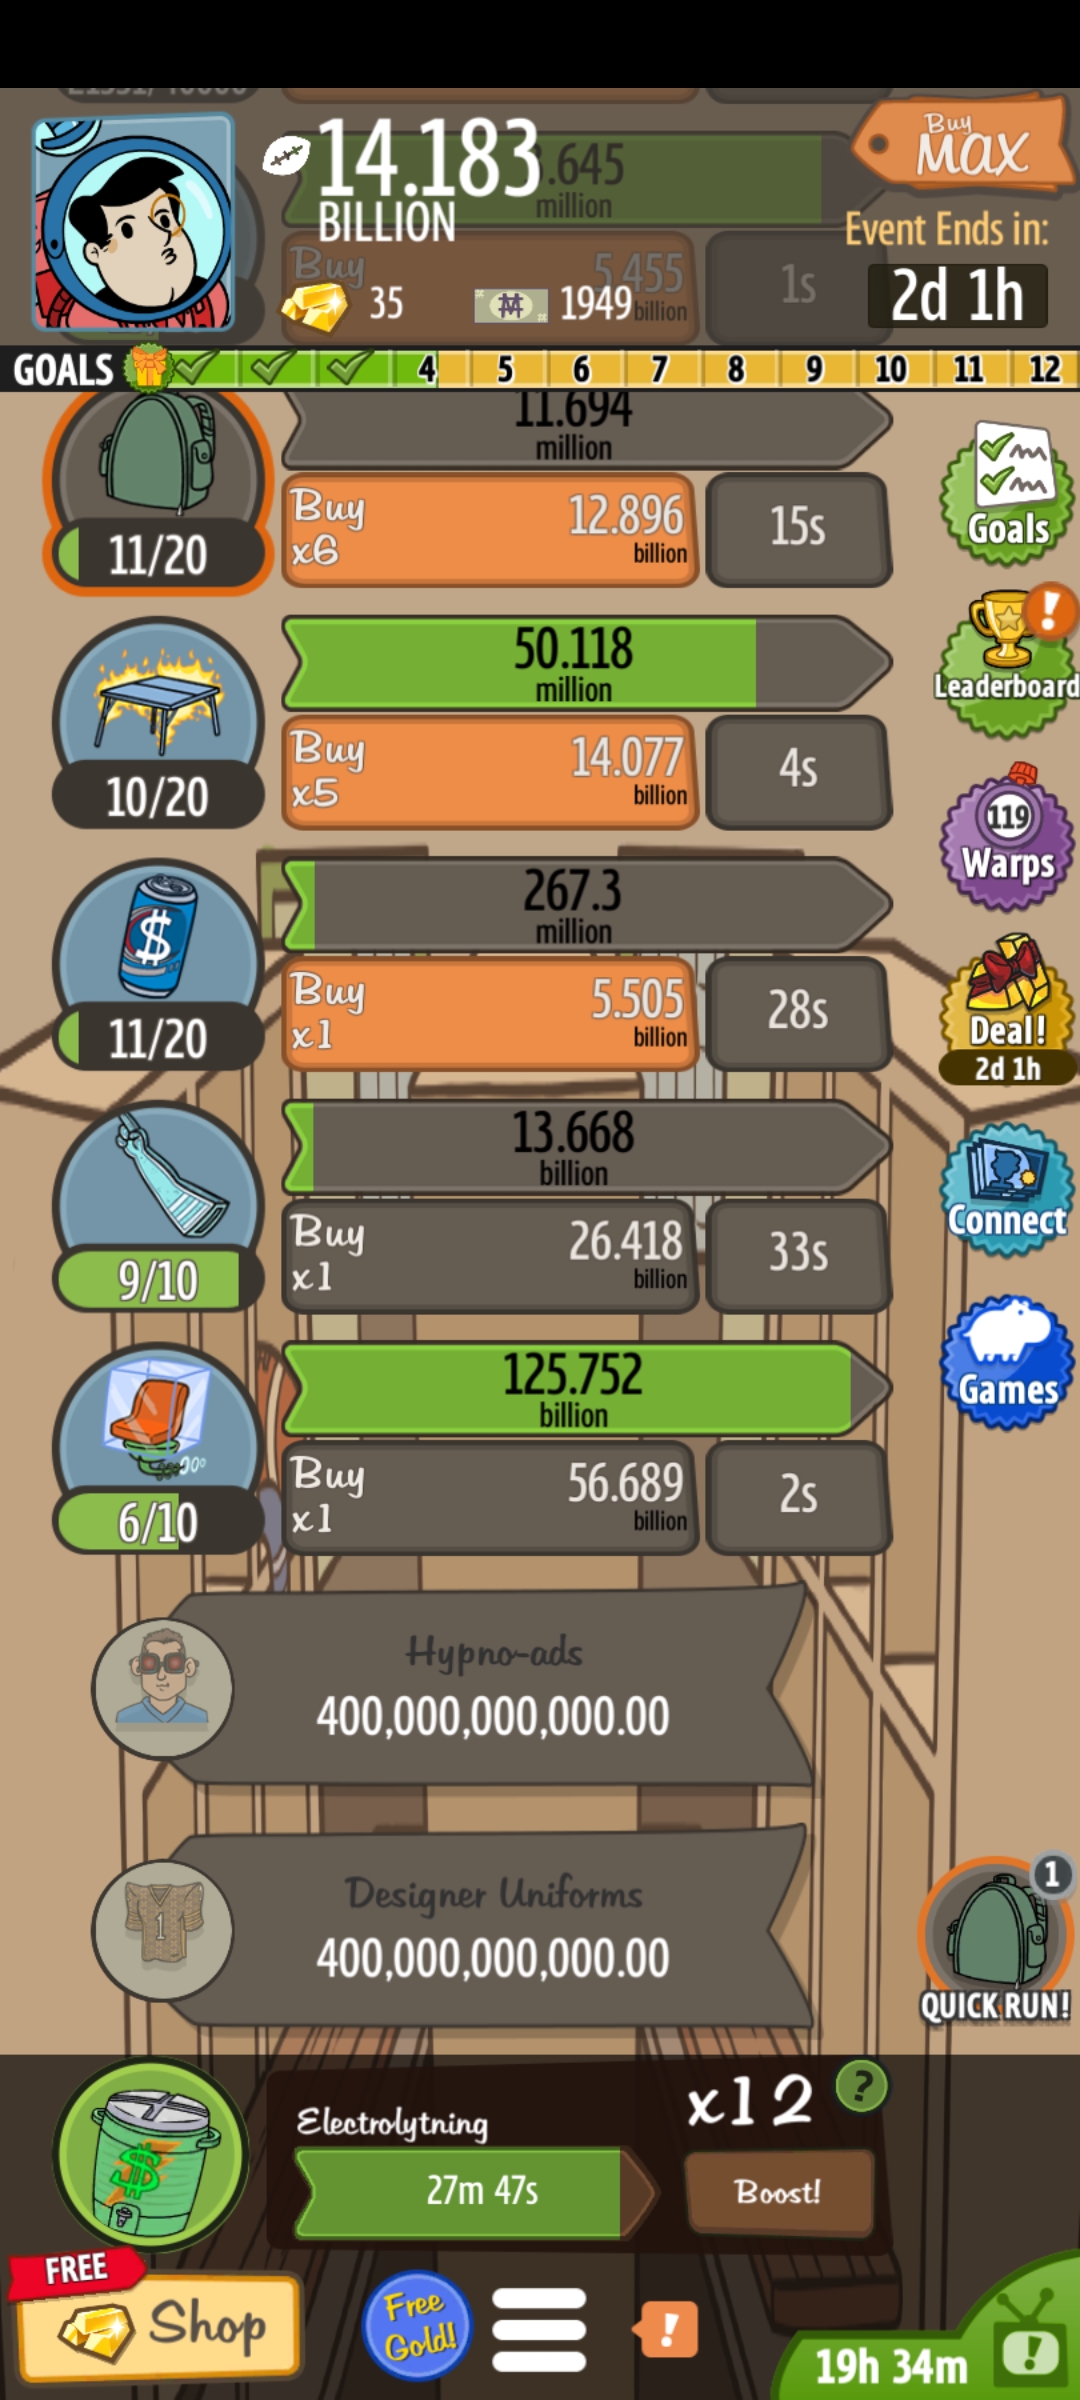 14.183
BILLION
.645
million
Buy
MAX
Event Ends in:
2d 1h
Buy
5.455
billion
1s
35
1949
GOALS
4
5
6
7
8
9
10
11
12
11.694
million
Buy
x6
12.896
billion
15s
11/20
Goals
50.118
million
Buy
x5
14.077
billion
4s
10/20
Leaderboard
!
119
Warps
267.3
million
Buy
x1
5.505
billion
28s
$
11/20
Deal!
2d 1h
13.668
billion
Buy
x1
26.418
billion
33s
9/10
Connect
125.752
billion
Buy
x1
56.689
billion
2s
6/10
Games
Hypno-ads
400,000,000,000.00
Designer Uniforms
400,000,000,000.00
1
1
QUICK RUN!
Electrolytning
27m 47s
x12
?
Boost!
$
FREE
Shop
Free
Gold!
!
19h 34m
!